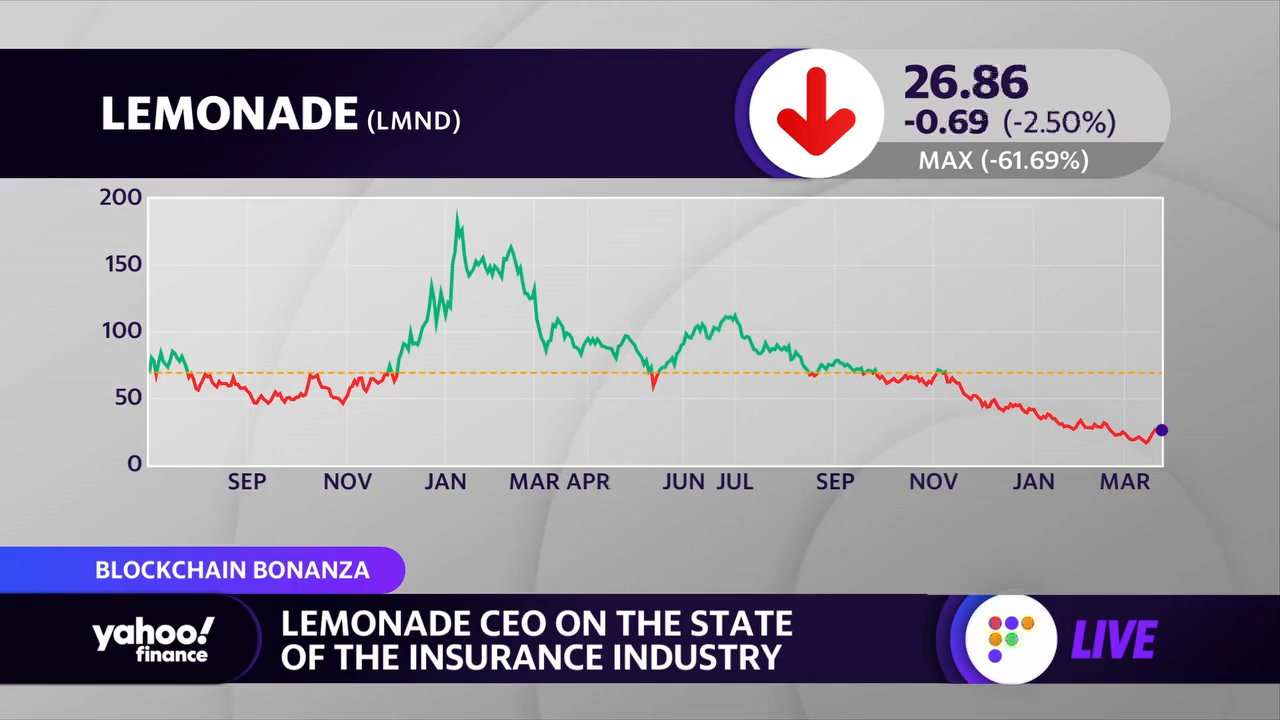 LEMONADE (LMND)
26.86
-0.69 (-2.50%)
MAX (-61.69%)
200
150
100
50
0
SEP NOV JAN MAR APR JUN JUL SEP NOV JAN MAR
BLOCKCHAIN BONANZA
yahoo!
finance
LEMONADE CEO ON THE STATE
OF THE INSURANCE INDUSTRY
LIVE